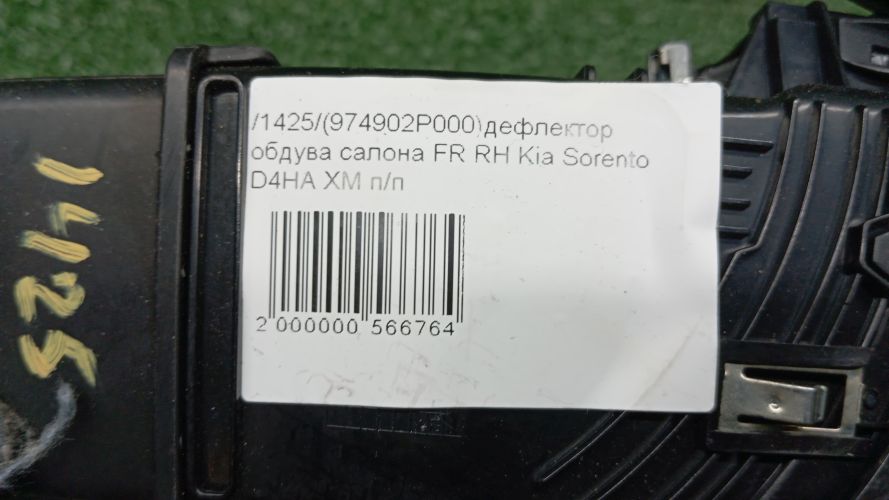 /1425/(974902P000)дефлектор
обдува салона FR RH Kia Sorento
D4HA XM п/п
2 000000 566764
1425